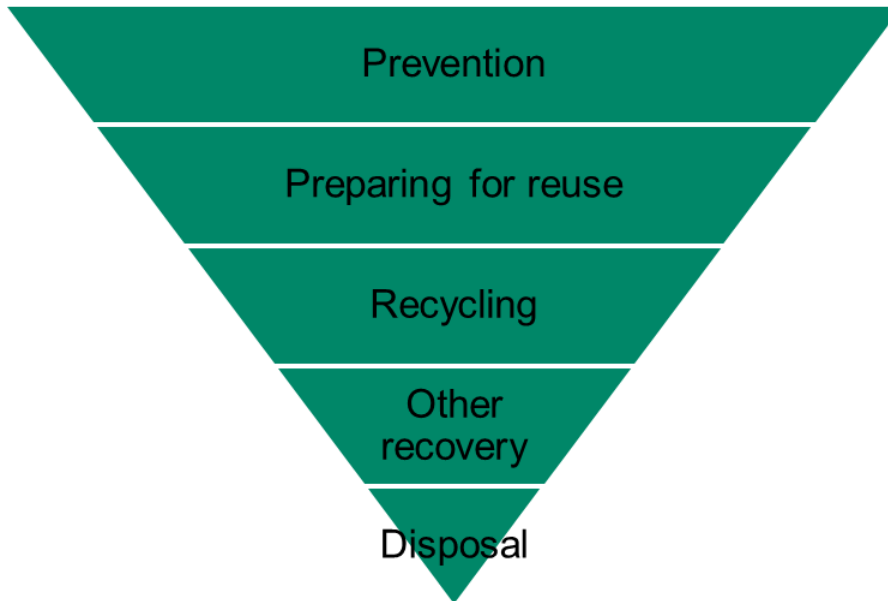 Prevention
Preparing for reuse
Recycling
Other
recovery
Disposal